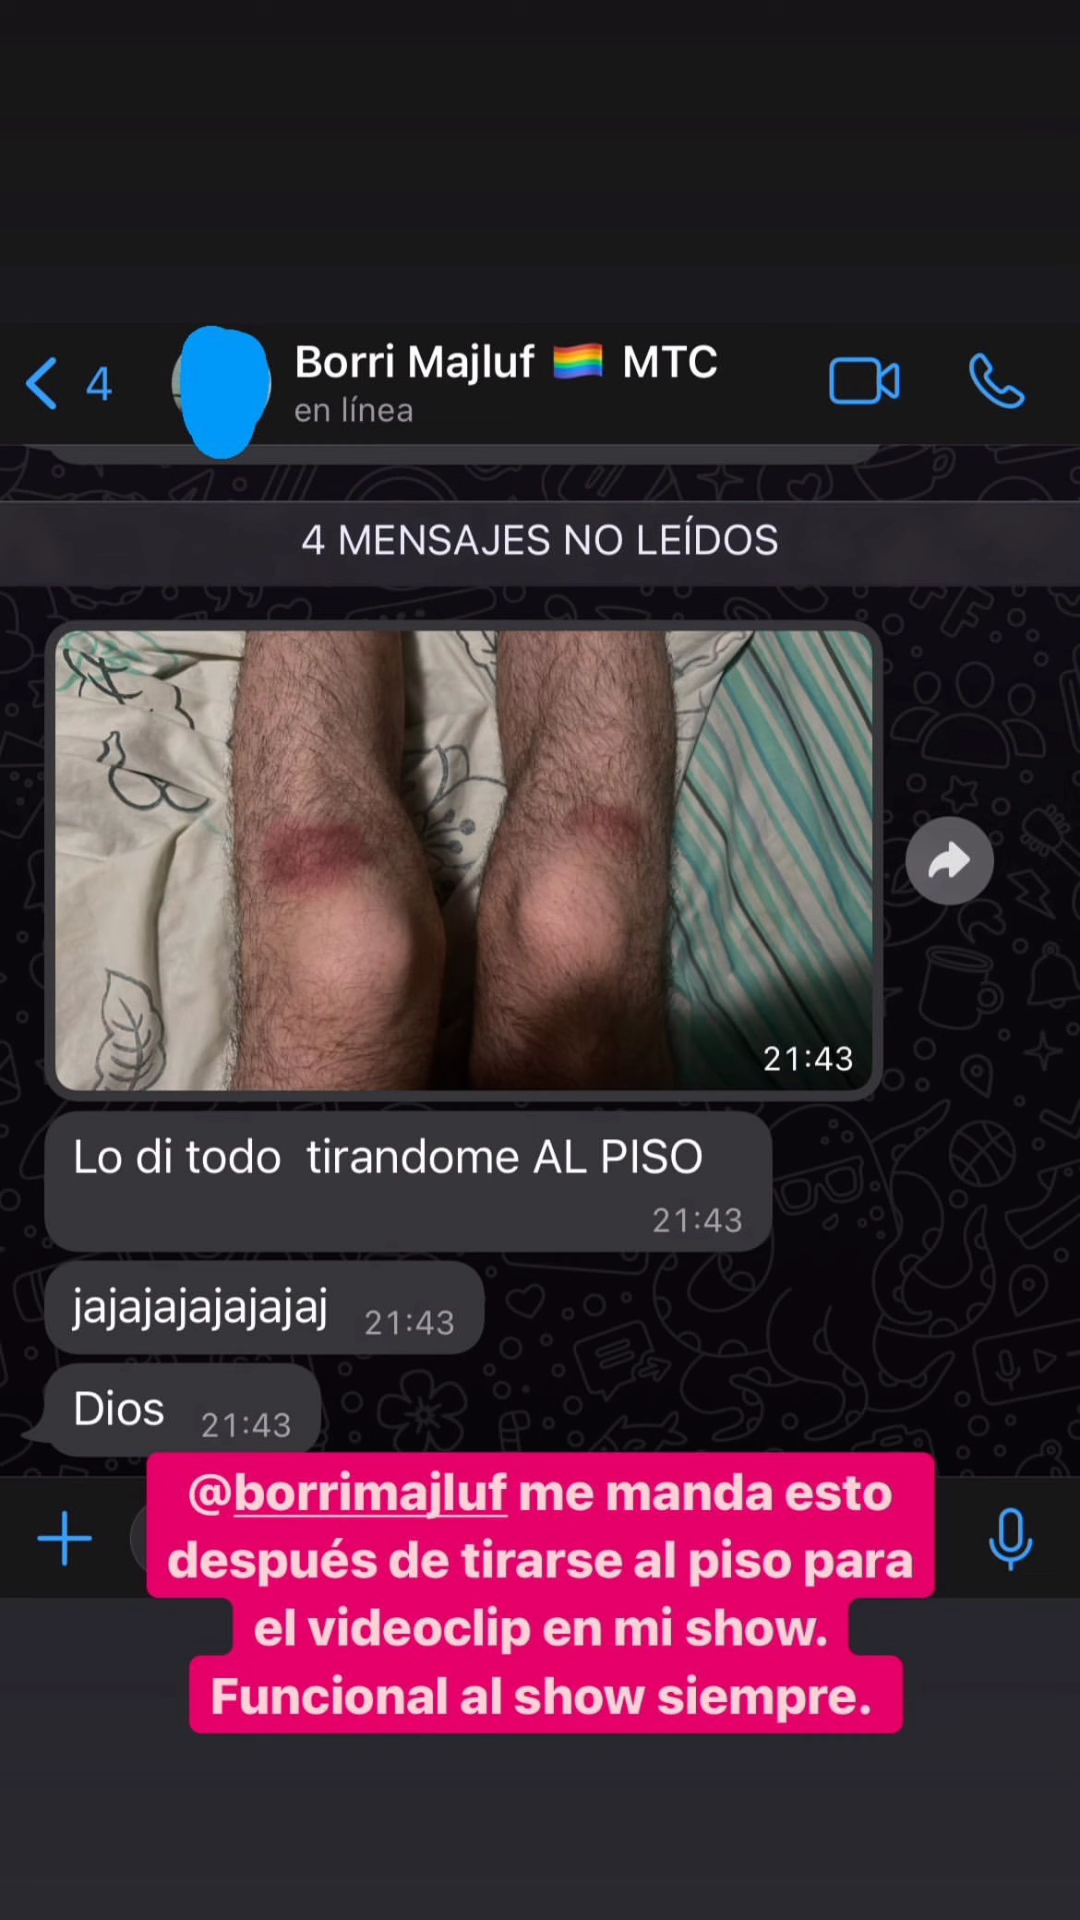 4
Borri Majluf 🏳️‍🌈 MTC
en línea
4 MENSAJES NO LEÍDOS
21:43
Lo di todo  tirandome AL PISO
21:43
jajajajajajajaj 21:43
Dios 21:43
@borrimajluf me manda esto
después de tirarse al piso para
el videoclip en mi show.
Funcional al show siempre.